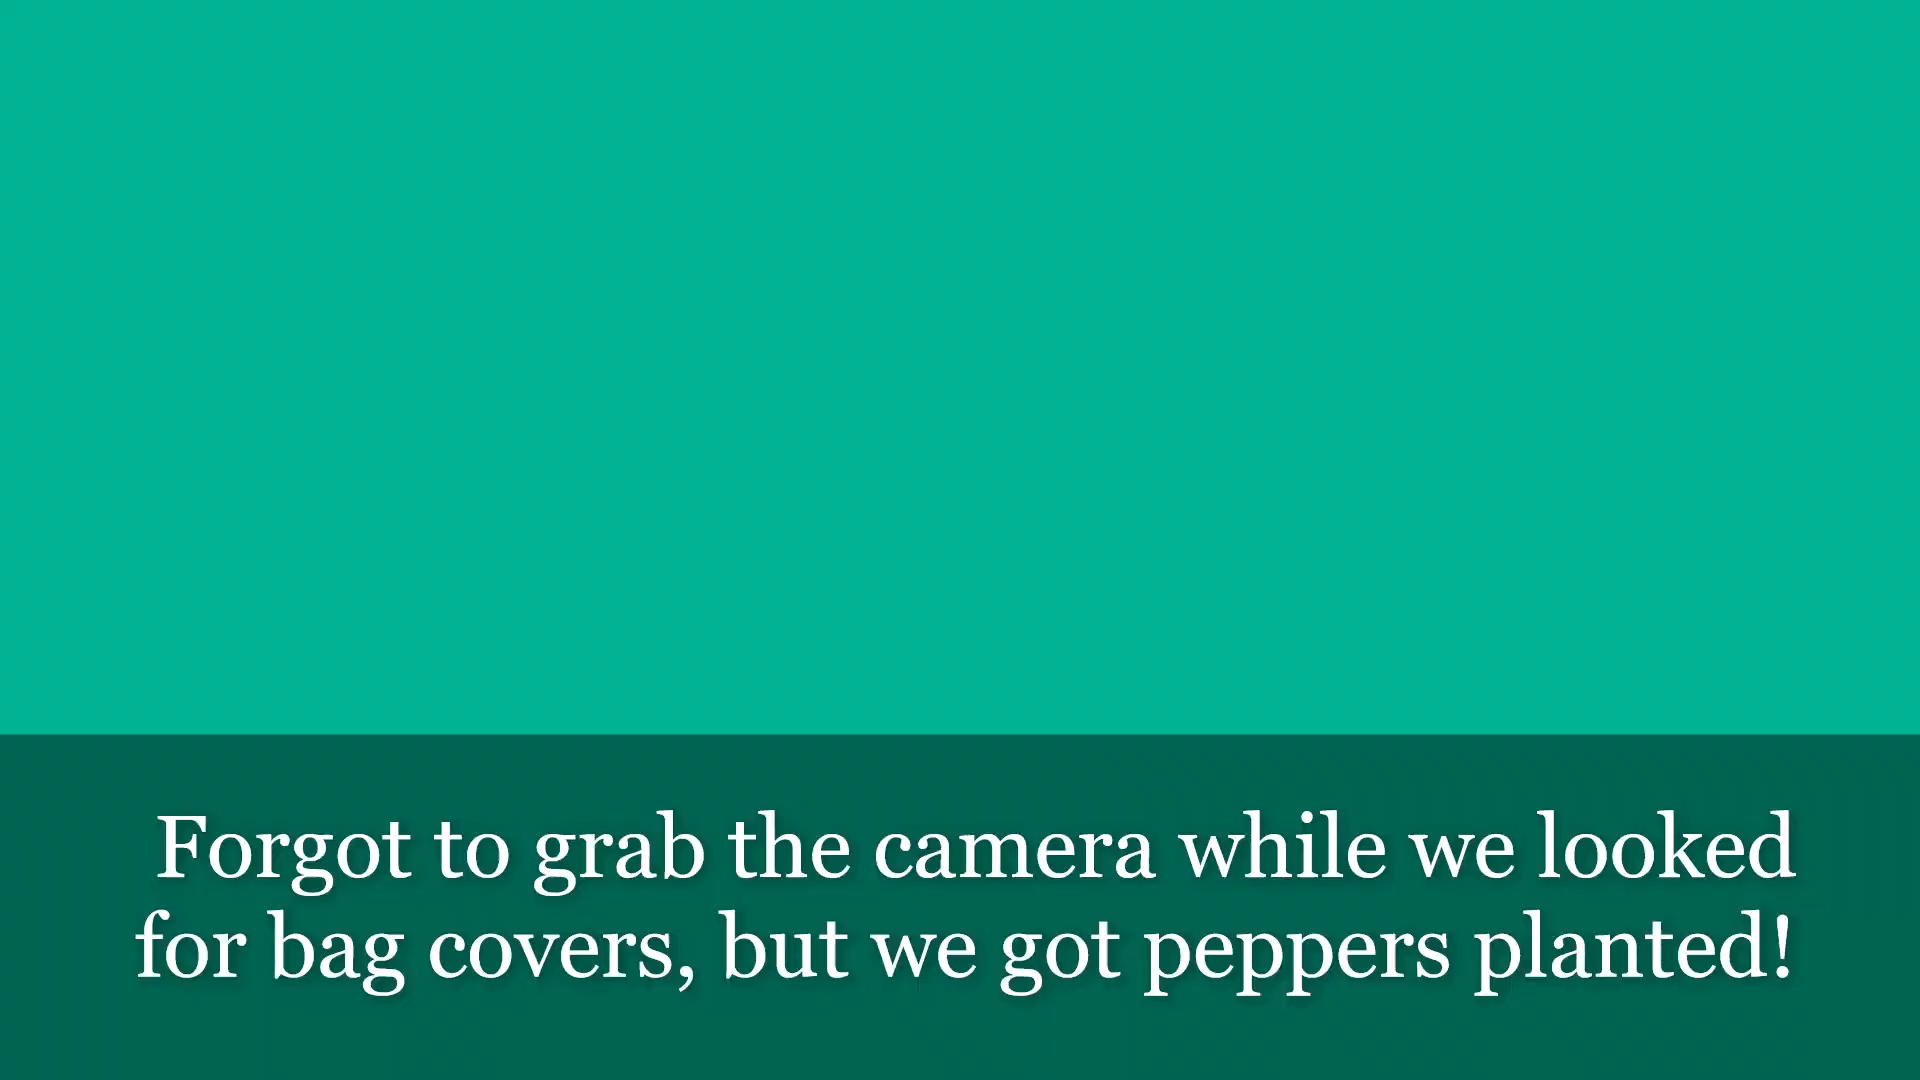 Forgot to grab the camera while we looked
for bag covers, but we got peppers planted!